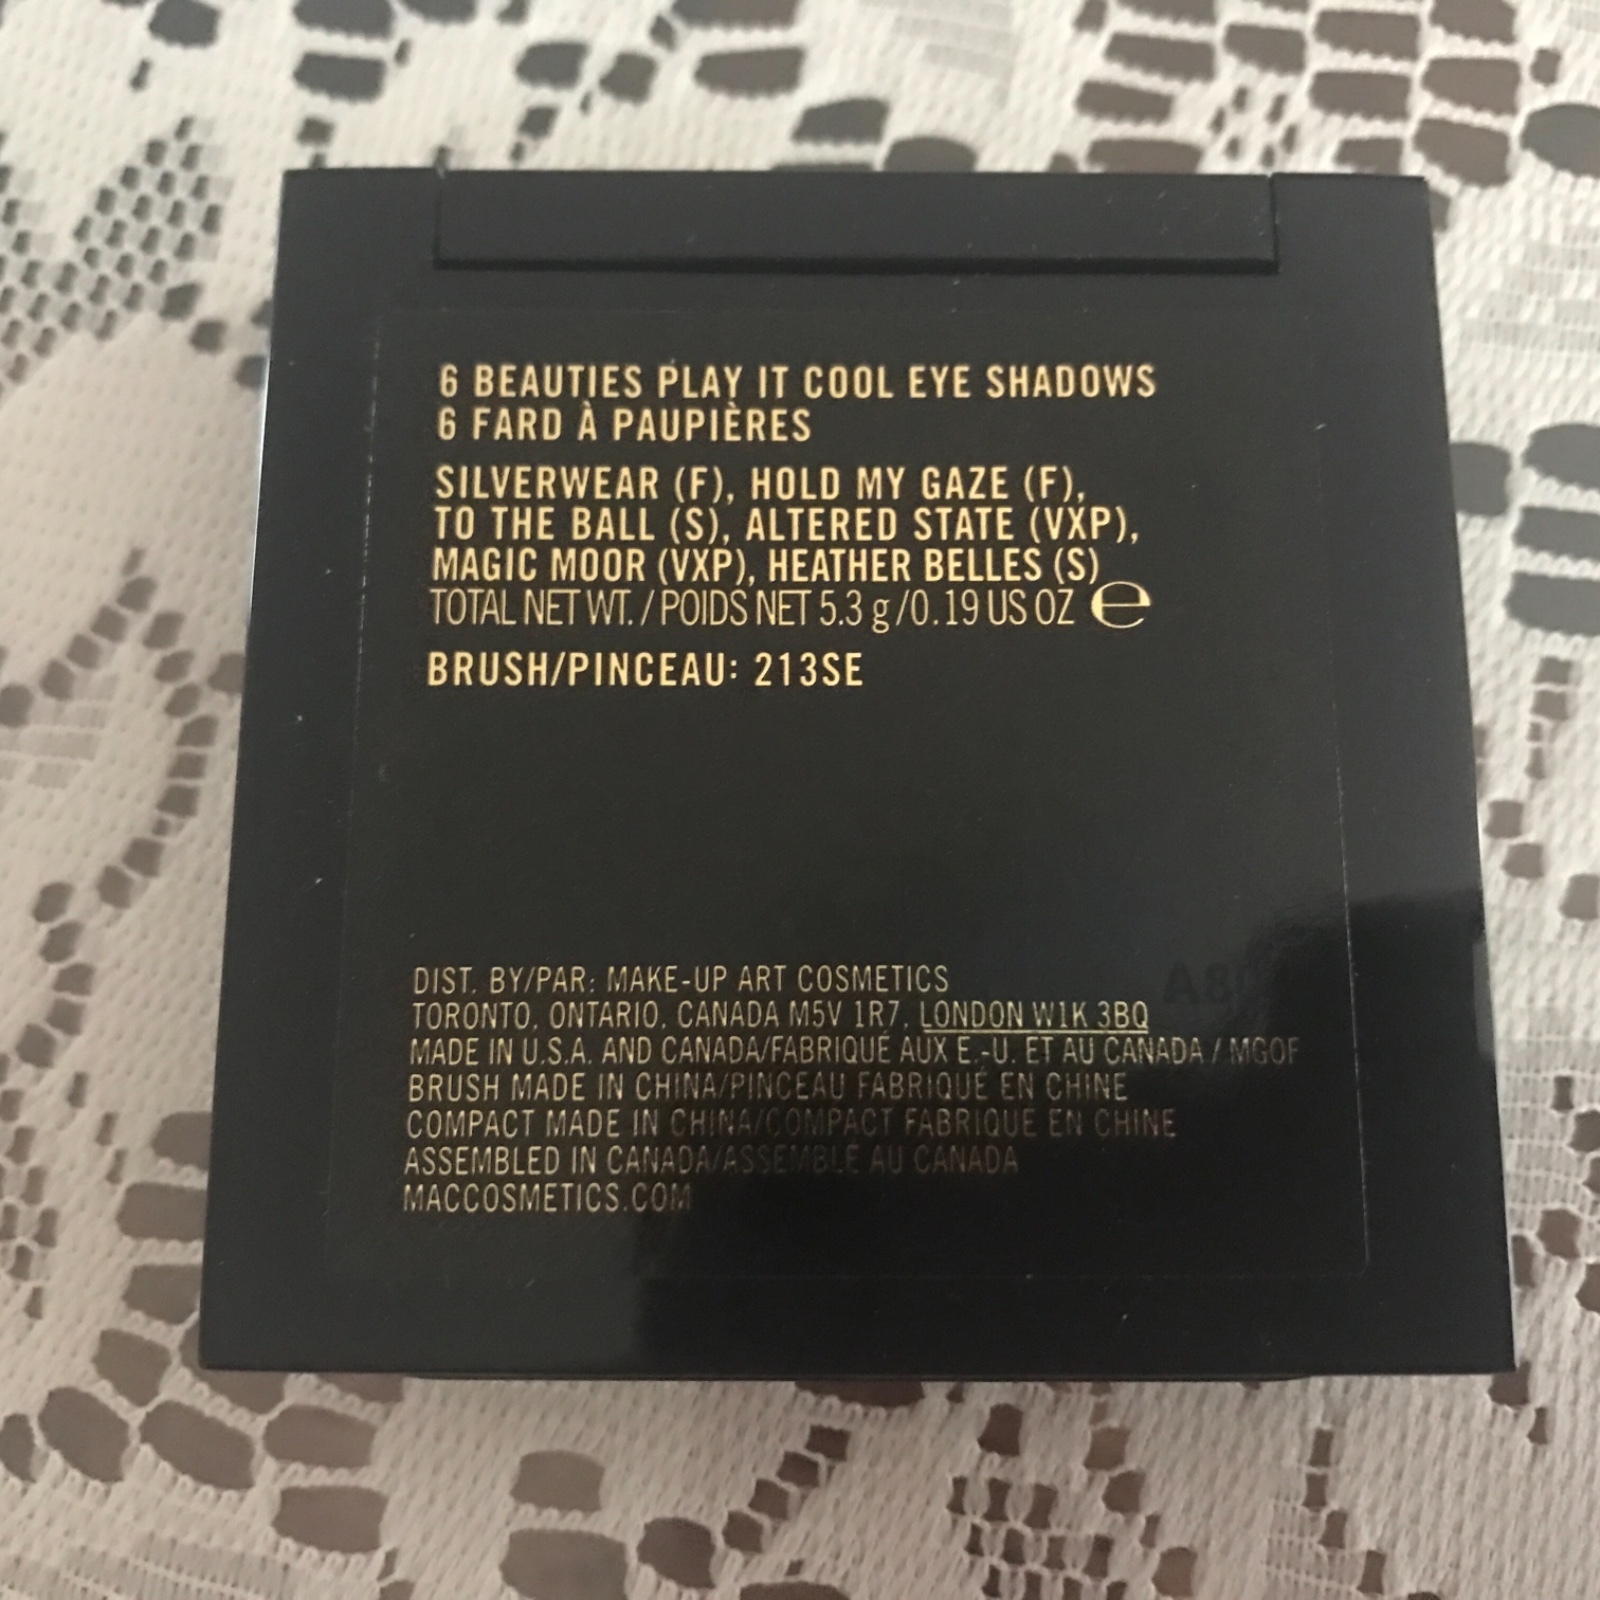 6 BEAUTIES PLAY IT COOL EYE SHADOWS
6 FARD À PAUPIÈRES
SILVERWEAR (F), HOLD MY GAZE (F),
TO THE BALL (S), ALTERED STATE (VXP),
MAGIC MOOR (VXP), HEATHER BELLES (S)
TOTAL NET WT. / POIDS NET 5.3 g/0.19 US OZ ℮
BRUSH/PINCEAU: 213SE
DIST. BY/PAR: MAKE-UP ART COSMETICS
TORONTO, ONTARIO, CANADA M5V 1R7, LONDON W1K 3BQ
MADE IN U.S.A. AND CANADA/FABRIQUÉ AUX E.-U. ET AU CANADA / MGOF
BRUSH MADE IN CHINA/PINCEAU FABRIQUÉ EN CHINE
COMPACT MADE IN CHINA/COMPACT FABRIQUÉ EN CHINE
ASSEMBLED IN CANADA/ASSEMBLÉ AU CANADA
MACCOSMETICS.COM